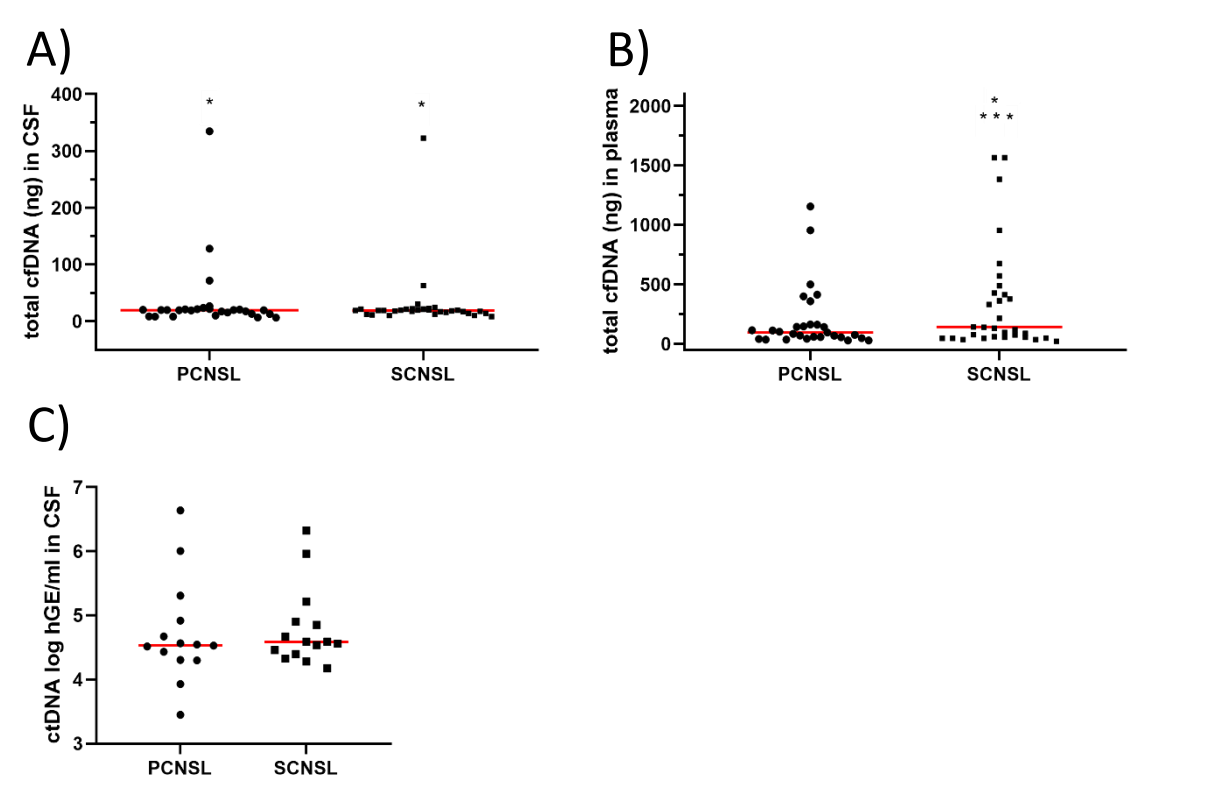 A)
total cfDNA (ng) in CSF
400
300
200
100
0
*
*
PCNSL
SCNSL
B)
total cfDNA (ng) in plasma
2000
1500
1000
500
0
*
* * *
PCNSL
SCNSL
C)
ctDNA log hGE/ml in CSF
7
6
5
4
3
PCNSL
SCNSL